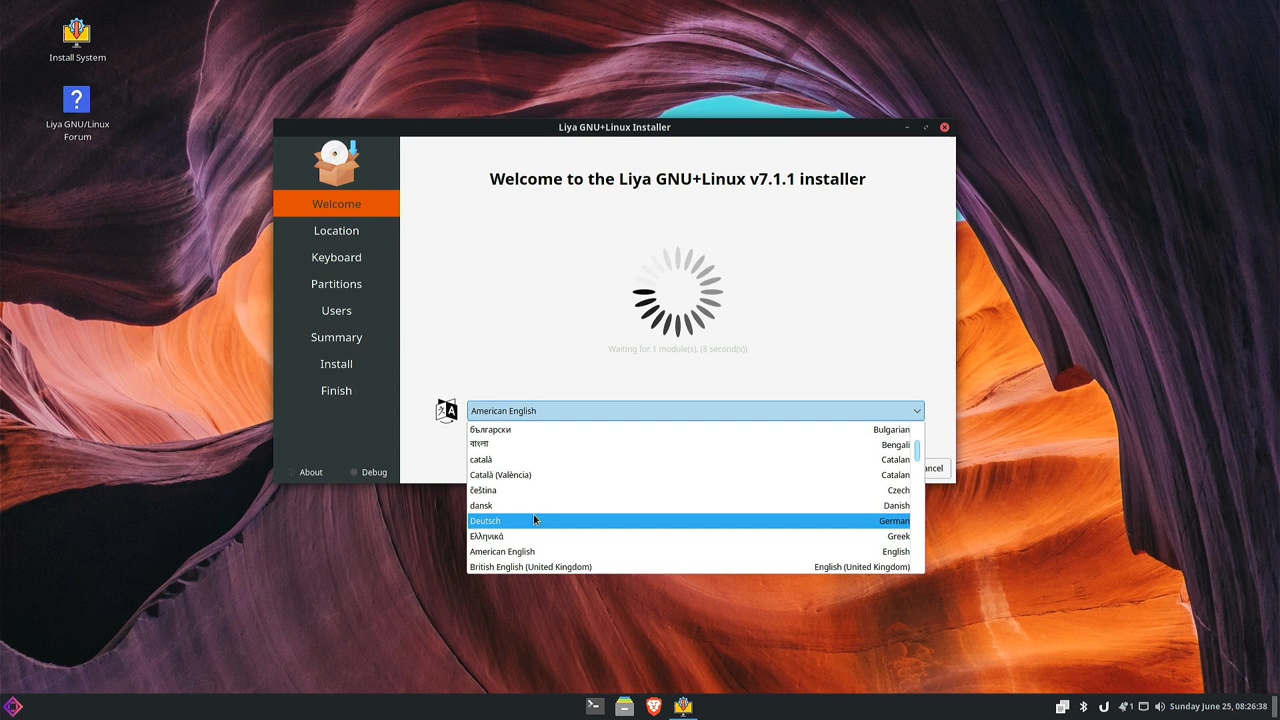 Install System
Liya GNU/Linux
Forum
Liya GNU+Linux Installer
Welcome
Location
Keyboard
Partitions
Users
Summary
Install
Finish
About
Debug
Welcome to the Liya GNU+Linux v7.1.1 installer
Waiting for 1 module(s). (8 second(s))
American English
български Bulgarian
বাংলা Bengali
català Catalan
Català (València) Catalan
čeština Czech
dansk Danish
Deutsch German
Ελληνικά Greek
American English English
British English (United Kingdom) English (United Kingdom)
ancel
1
Sunday June 25, 08:26:38